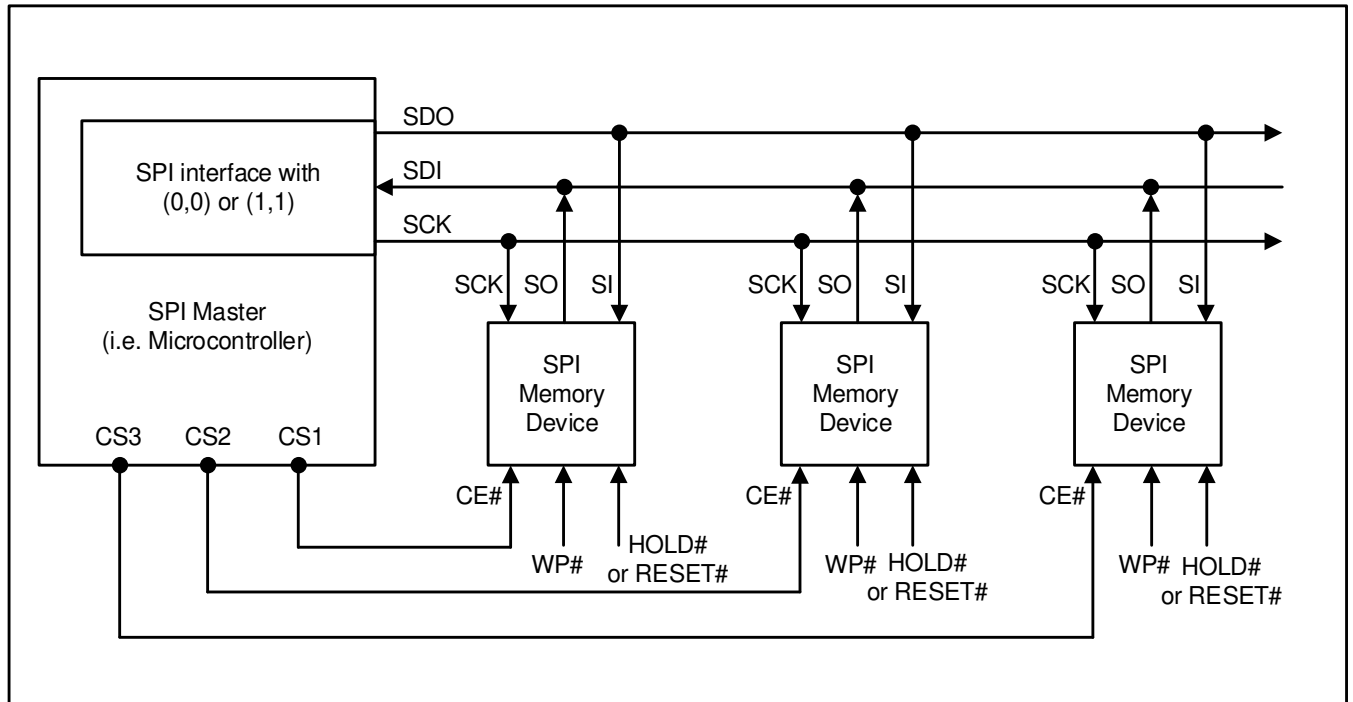 SDO
SPI interface with
(0,0) or (1,1)
SDI
SCK
SPI Master
(i.e. Microcontroller)
SCK SO SI
SCK SO SI
SCK SO SI
SPI
Memory
Device
SPI
Memory
Device
SPI
Memory
Device
CS3 CS2 CS1
CE#
WP#
HOLD#
or RESET#
CE#
WP#
HOLD#
or RESET#
CE#
WP#
HOLD#
or RESET#